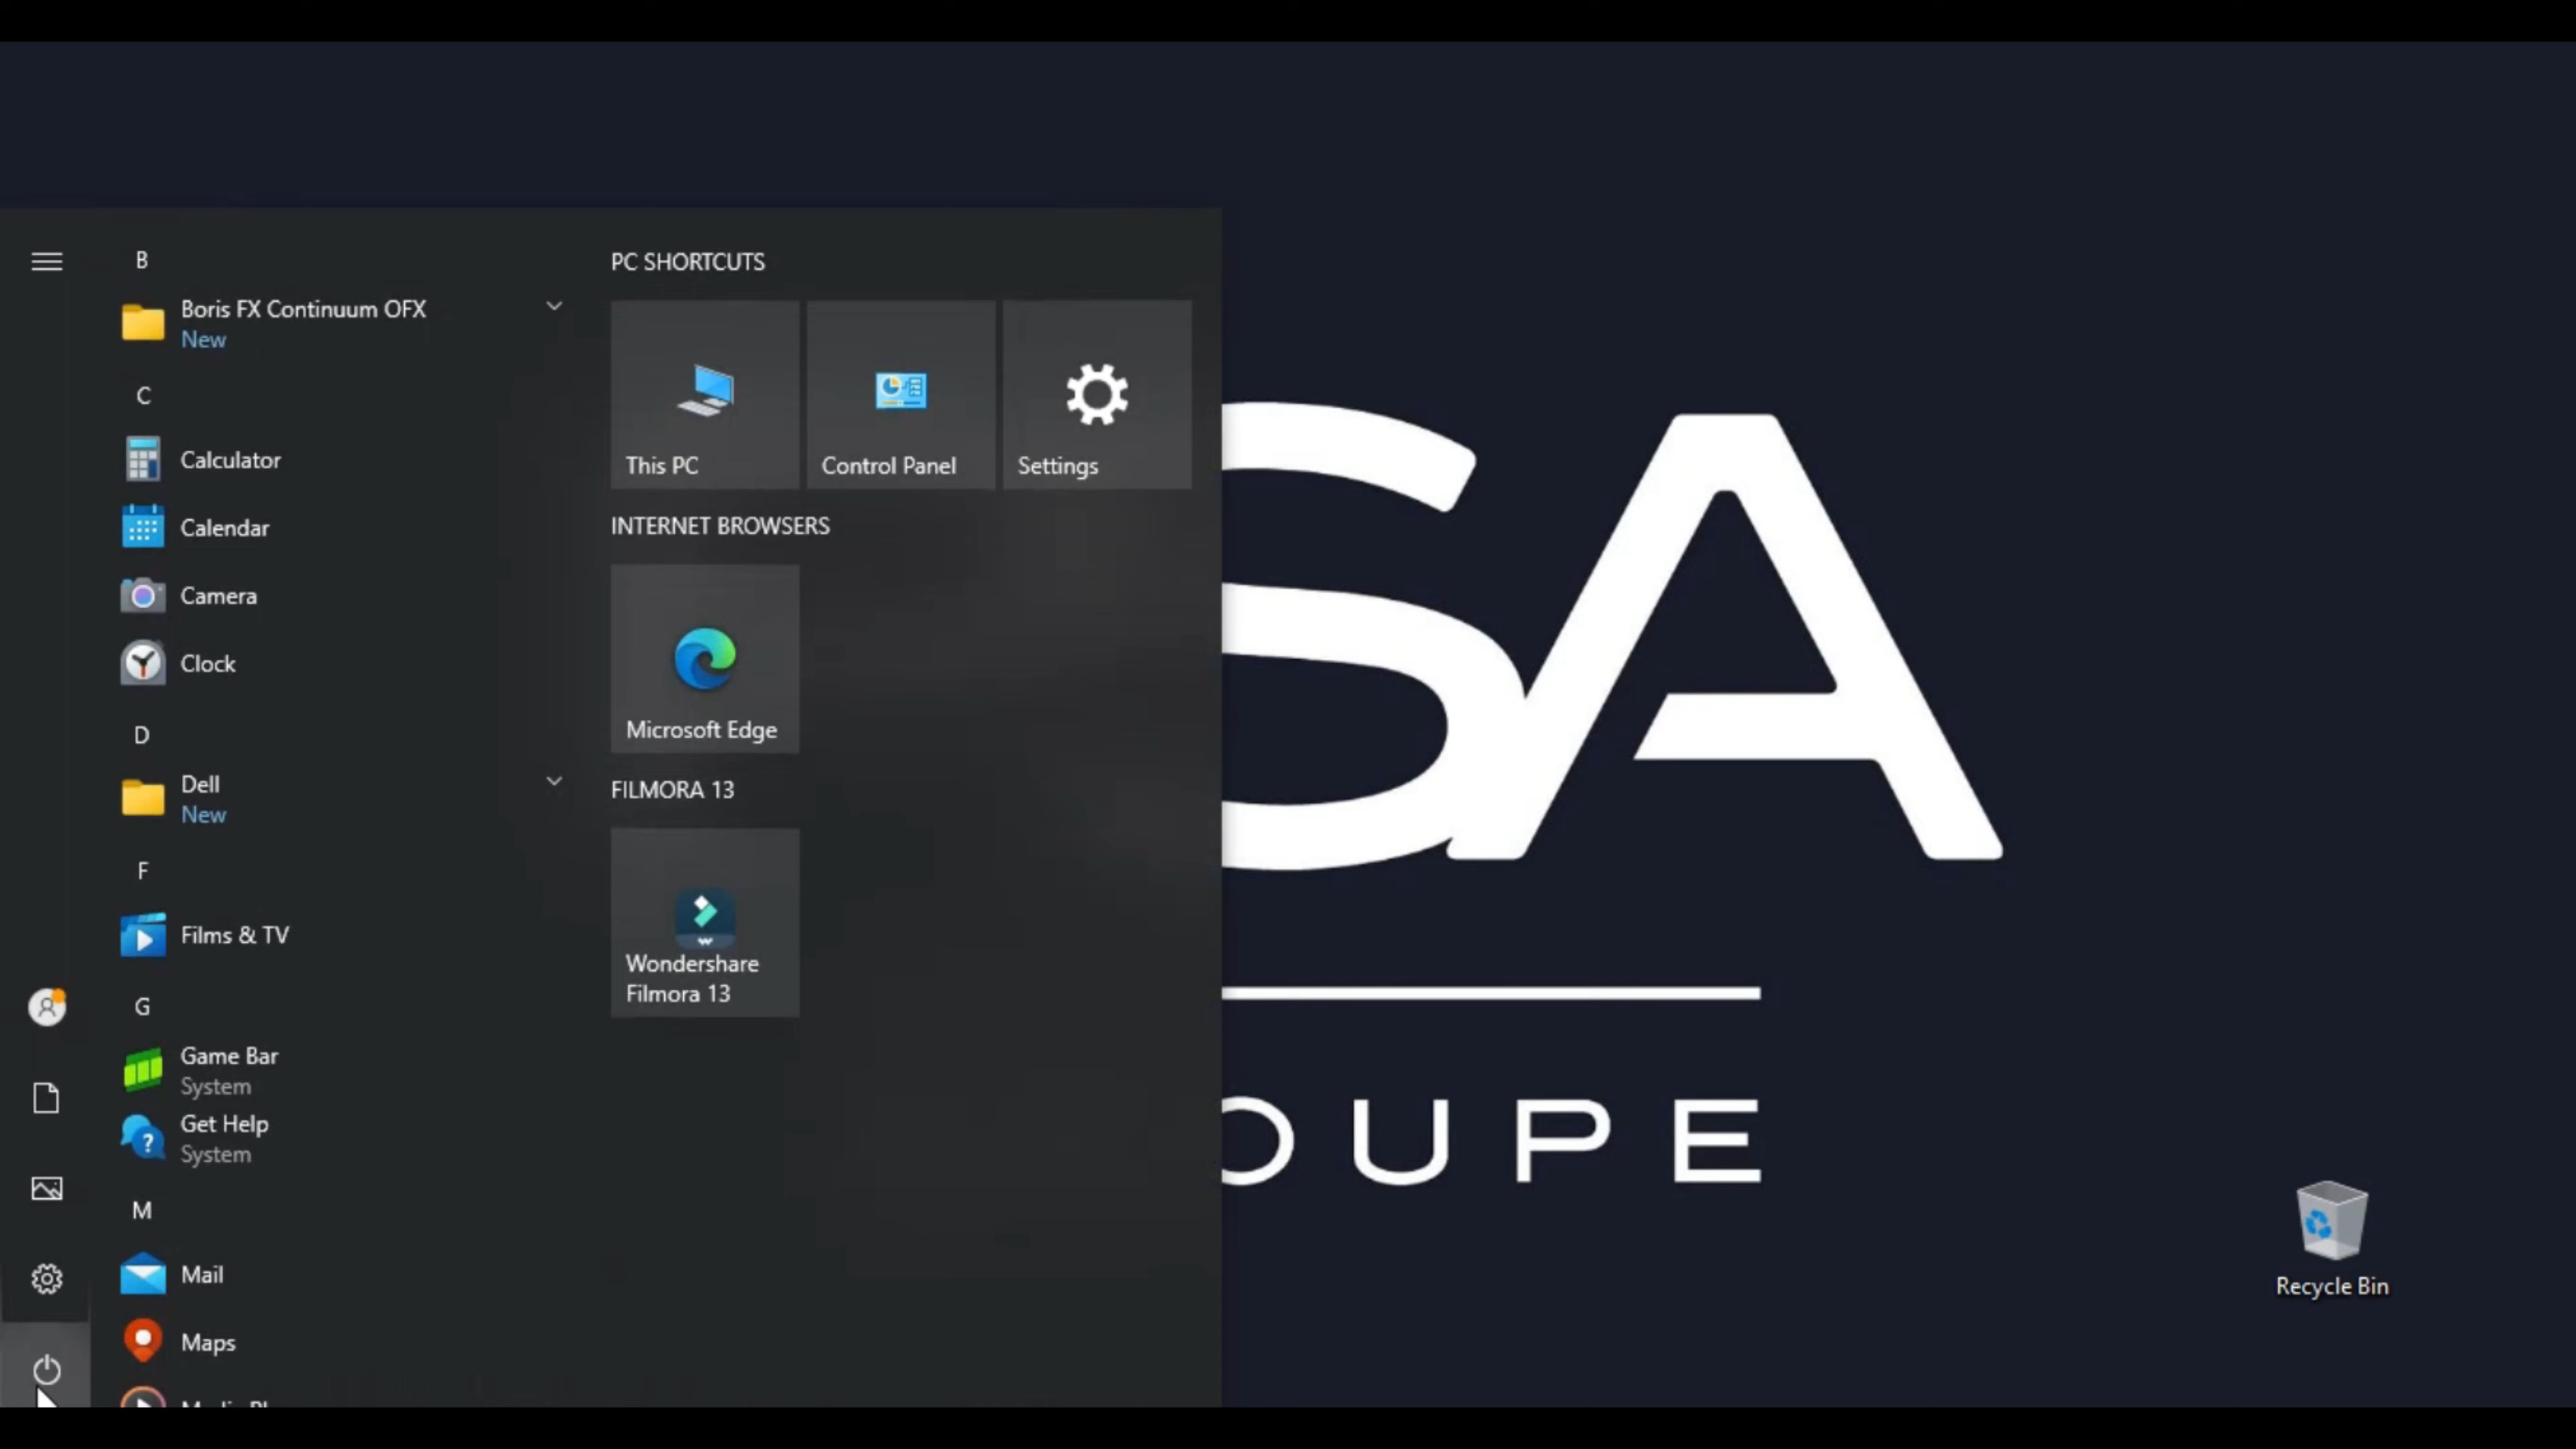 B
Boris FX Continuum OFX
New
C
Calculator
Calendar
Camera
Clock
D
Dell
New
F
Films & TV
G
Game Bar
System
Get Help
System
M
Mail
Maps
PC SHORTCUTS
This PC
Control Panel
Settings
INTERNET BROWSERS
Microsoft Edge
FILMORA 13
Wondershare
Filmora 13
SA
OUPE
Recycle Bin